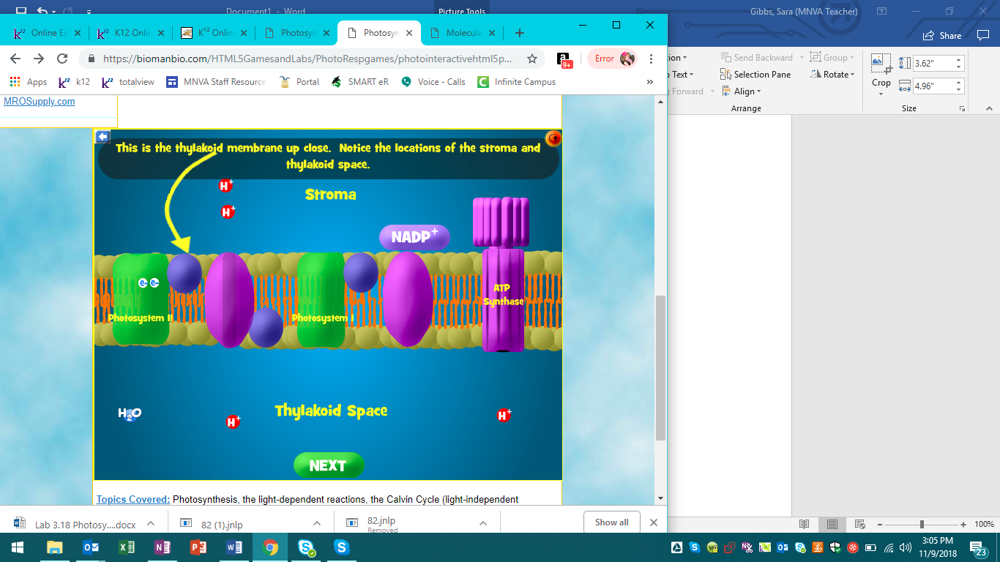 Document1 - Word
Picture Tools
Gibbs, Sara (MNVA Teacher)
Online Ed
K12 Onlin
K¹² Onlin
Photosyn
Photosyn
Molecula
Share
https://biomanbio.com/HTML5GamesandLabs/PhotoRespgames/photointeractivehtml5p...
9+
Error
Apps
k12
totalview
MNVA Staff Resource
Portal
SMART eR
Voice - Calls
Infinite Campus
»
tion
Send Backward
Group
3.62"
p Text
Selection Pane
Rotate
Crop
g Forward
Align
4.96"
Arrange
Size
MROSupply.com
This is the thylakoid membrane up close. Notice the locations of the stroma and
thylakoid space.
H+
Stroma
H+
NADP+
e- e-
ATP
Synthase
Photosystem II
Photosystem I
Thylakoid Space
H2O
H+
H+
NEXT
Topics Covered: Photosynthesis, the light-dependent reactions, the Calvin Cycle (light-independent
Lab 3.18 Photosy....docx
82 (1).jnlp
82.jnlp
Removed
Show all
100%
3:05 PM
11/9/2018
23